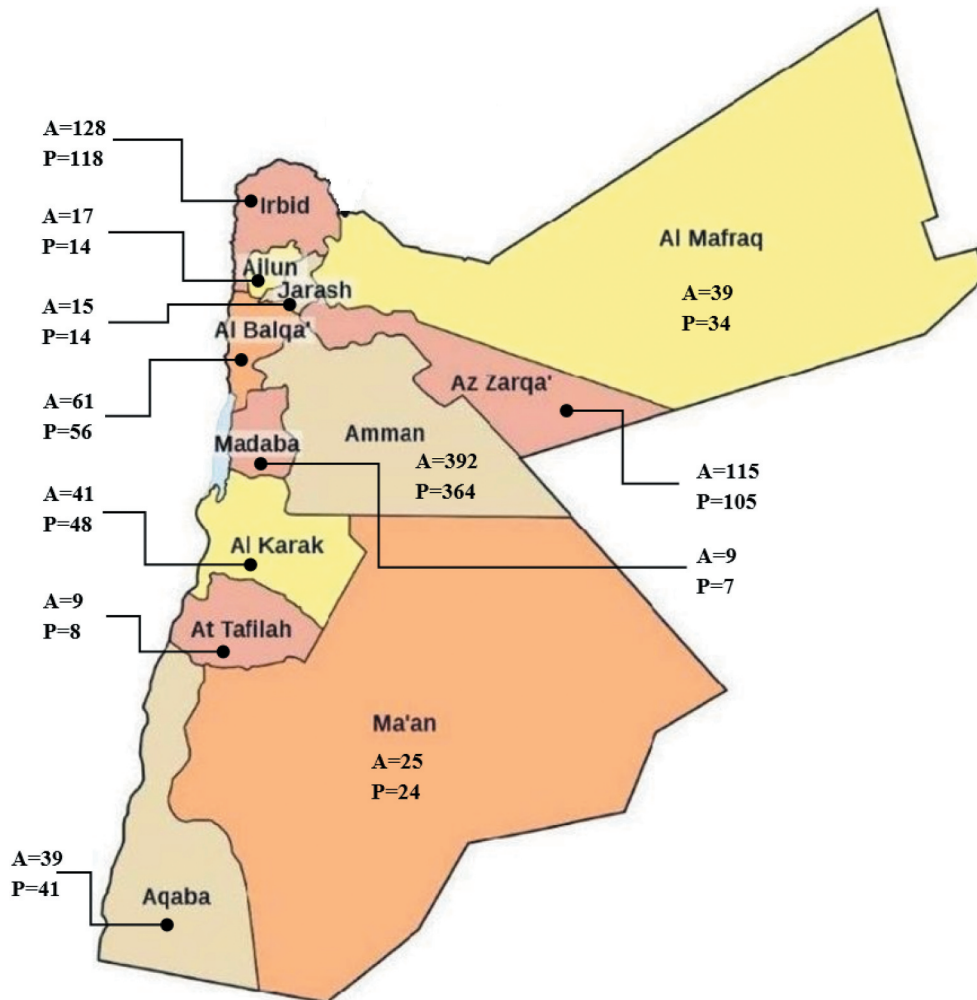 A=128
P=118
Irbid
A=17
P=14
Ajlun
Al Mafraq
A=39
P=34
Jarash
A=15
P=14
Al Balqa'
Az Zarqa'
A=61
P=56
Madaba
Amman
A=392
P=364
A=115
P=105
A=41
P=48
Al Karak
A=9
P=7
A=9
P=8
At Tafilah
Ma'an
A=25
P=24
A=39
P=41
Aqaba